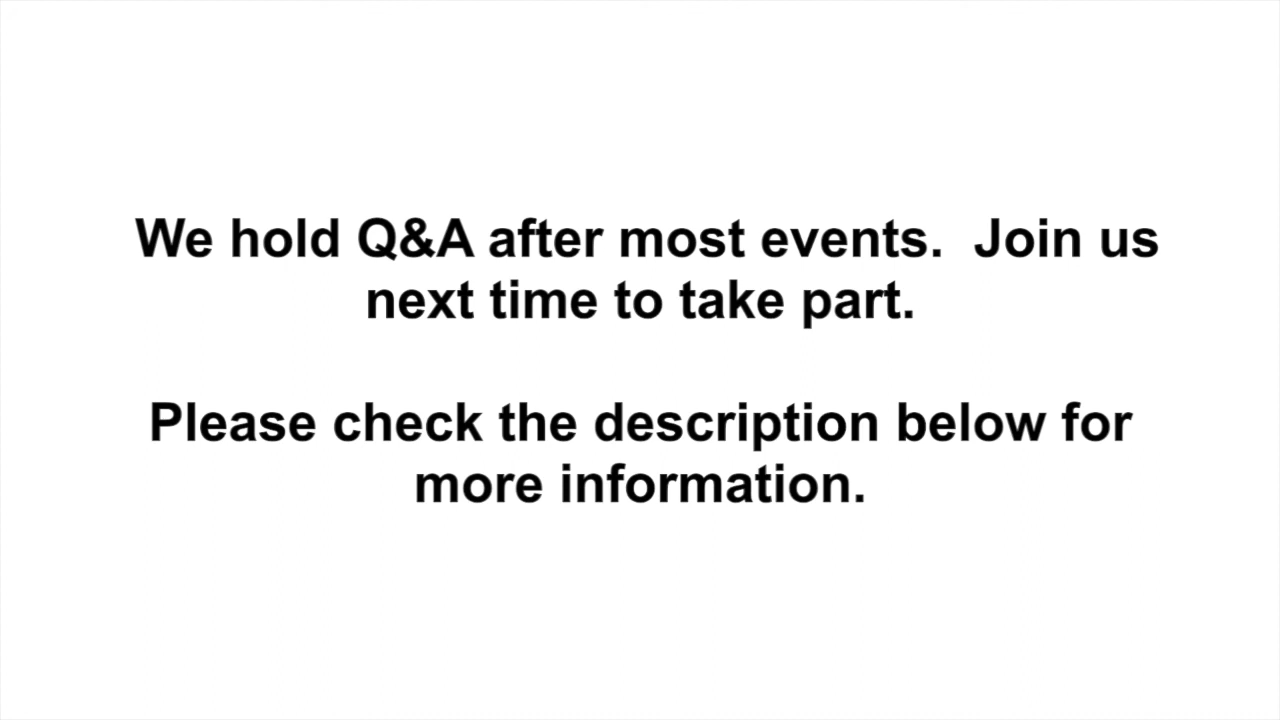 We hold Q&A after most events.  Join us
next time to take part.
Please check the description below for
more information.